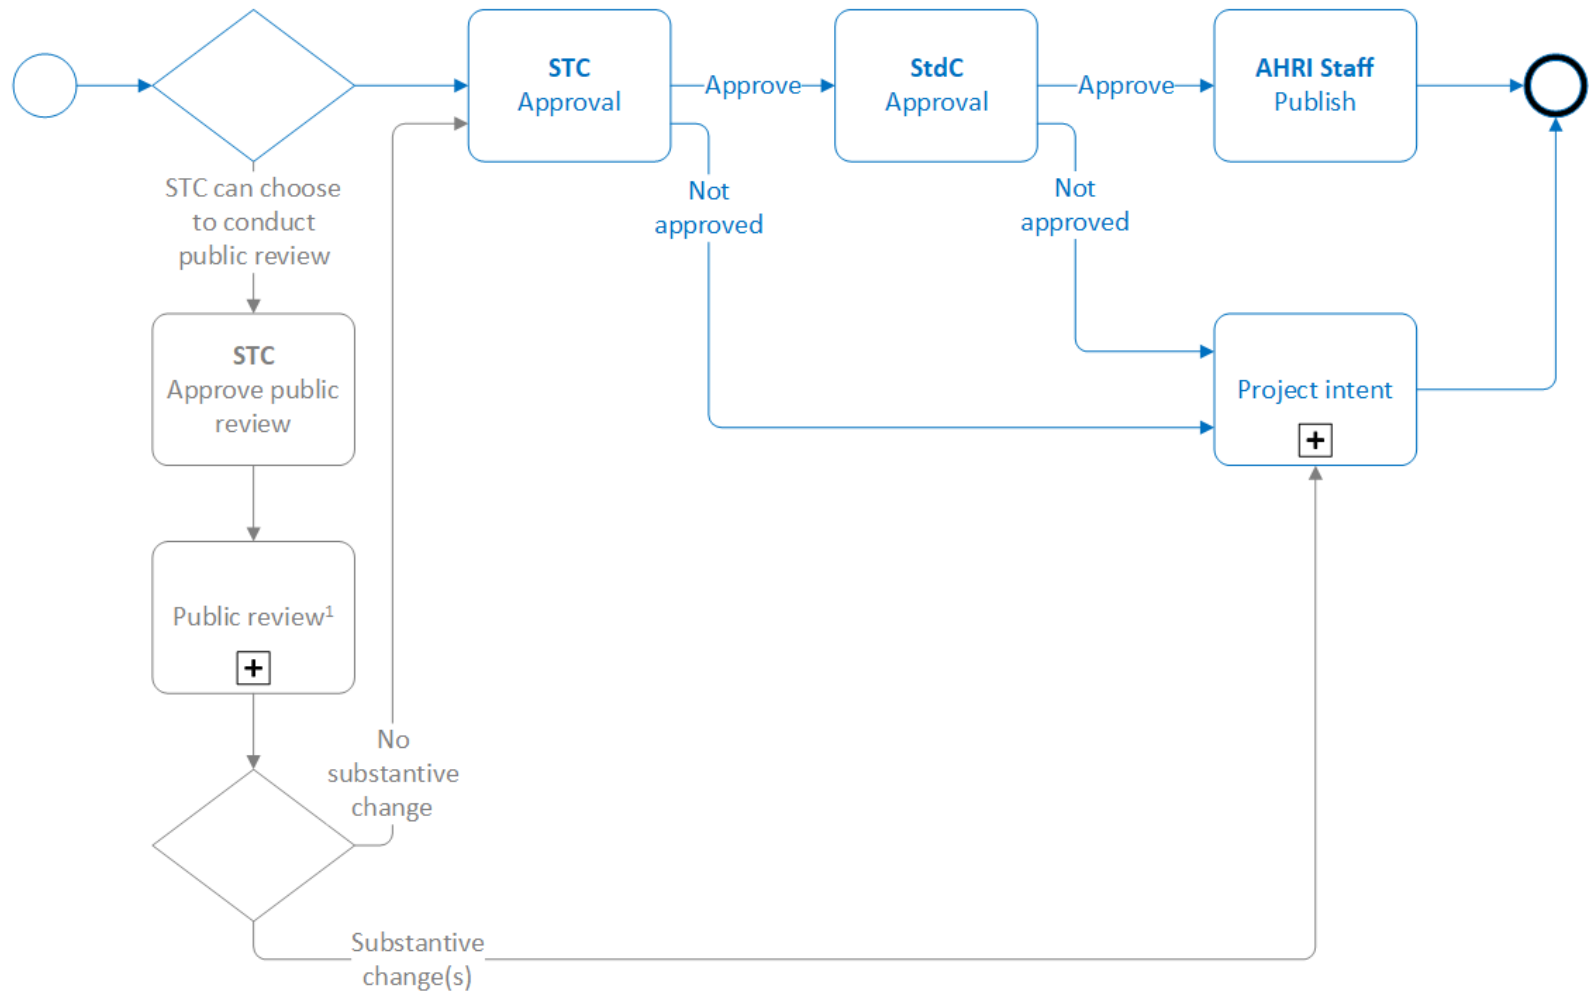 STC
Approval
Approve
StdC
Approval
Approve
AHRI Staff
Publish
STC can choose
to conduct
public review
Not
approved
Not
approved
STC
Approve public
review
Project intent
Public review¹
No
substantive
change
Substantive
change(s)